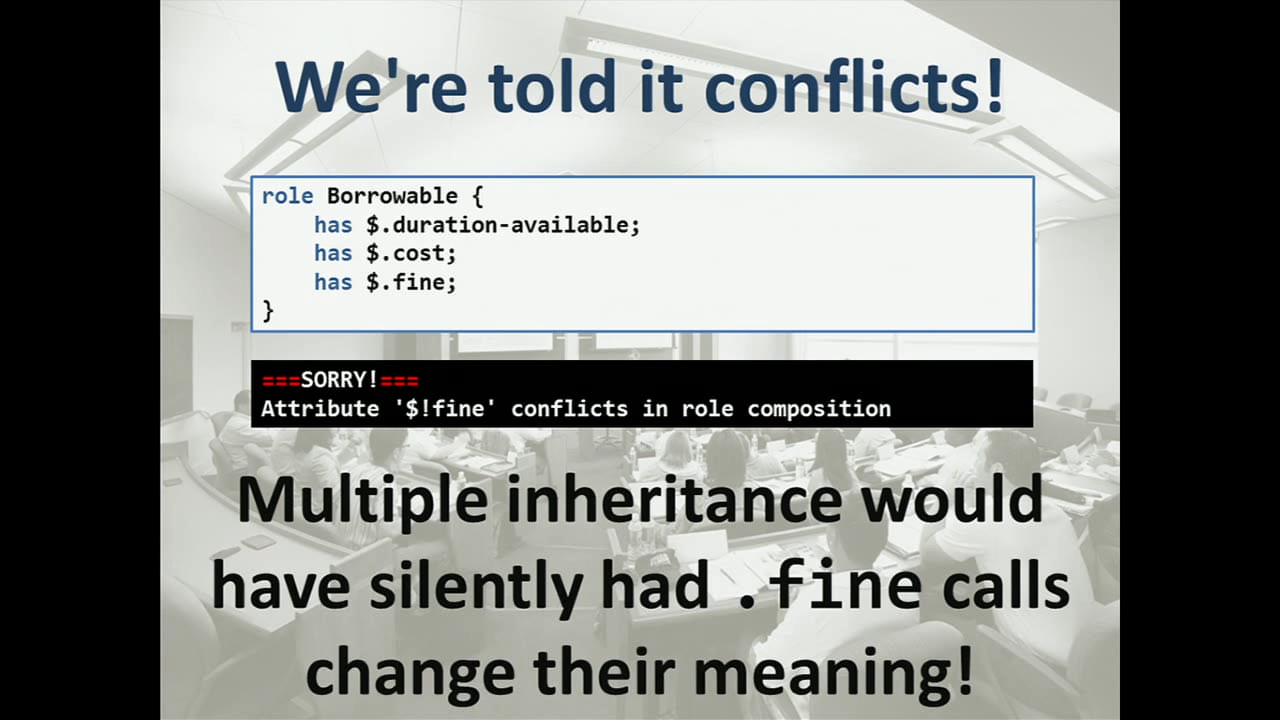 We're told it conflicts!
role Borrowable {
    has $.duration-available;
    has $.cost;
    has $.fine;
}
===SORRY!===
Attribute '$!fine' conflicts in role composition
Multiple inheritance would
have silently had .fine calls
change their meaning!